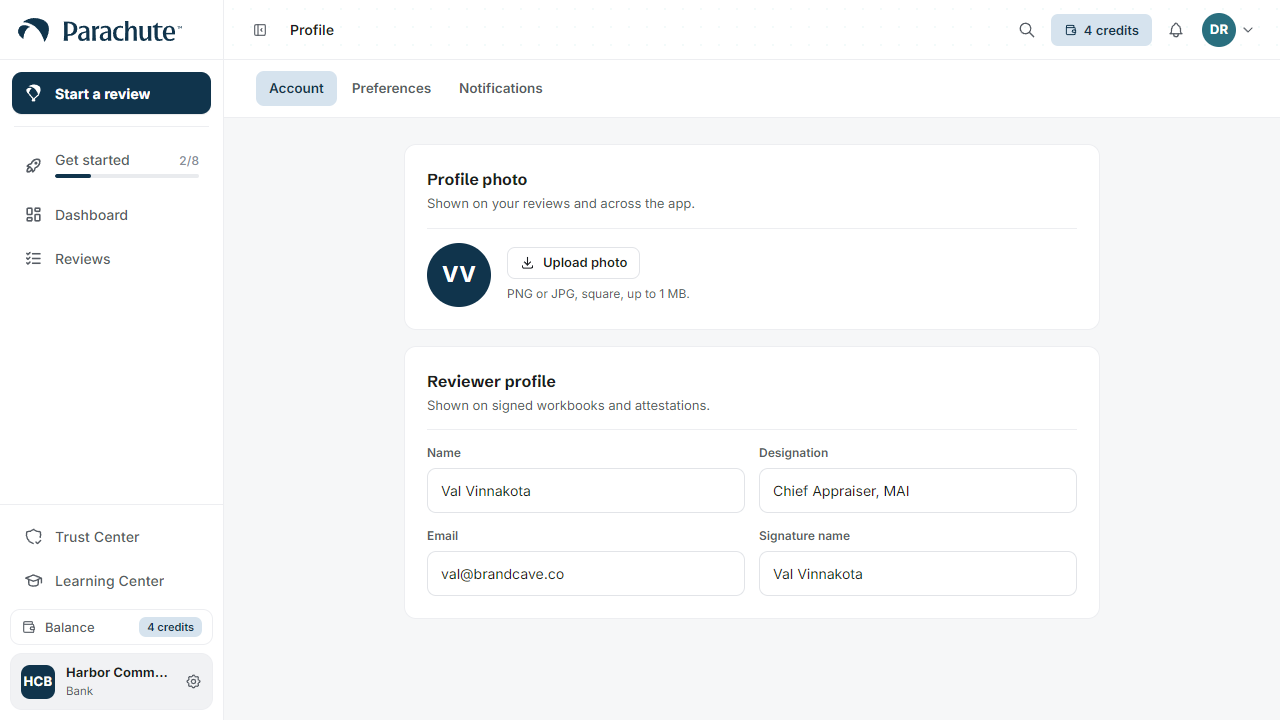 Parachute™
Profile
4 credits
DR
Start a review
Account
Preferences
Notifications
Get started
2/8
Dashboard
Reviews
Profile photo
Shown on your reviews and across the app.
VV
Upload photo
PNG or JPG, square, up to 1 MB.
Reviewer profile
Shown on signed workbooks and attestations.
Name
Designation
Val Vinnakota
Chief Appraiser, MAI
Email
Signature name
val@brandcave.co
Val Vinnakota
Trust Center
Learning Center
Balance
4 credits
HCB
Harbor Comm...
Bank